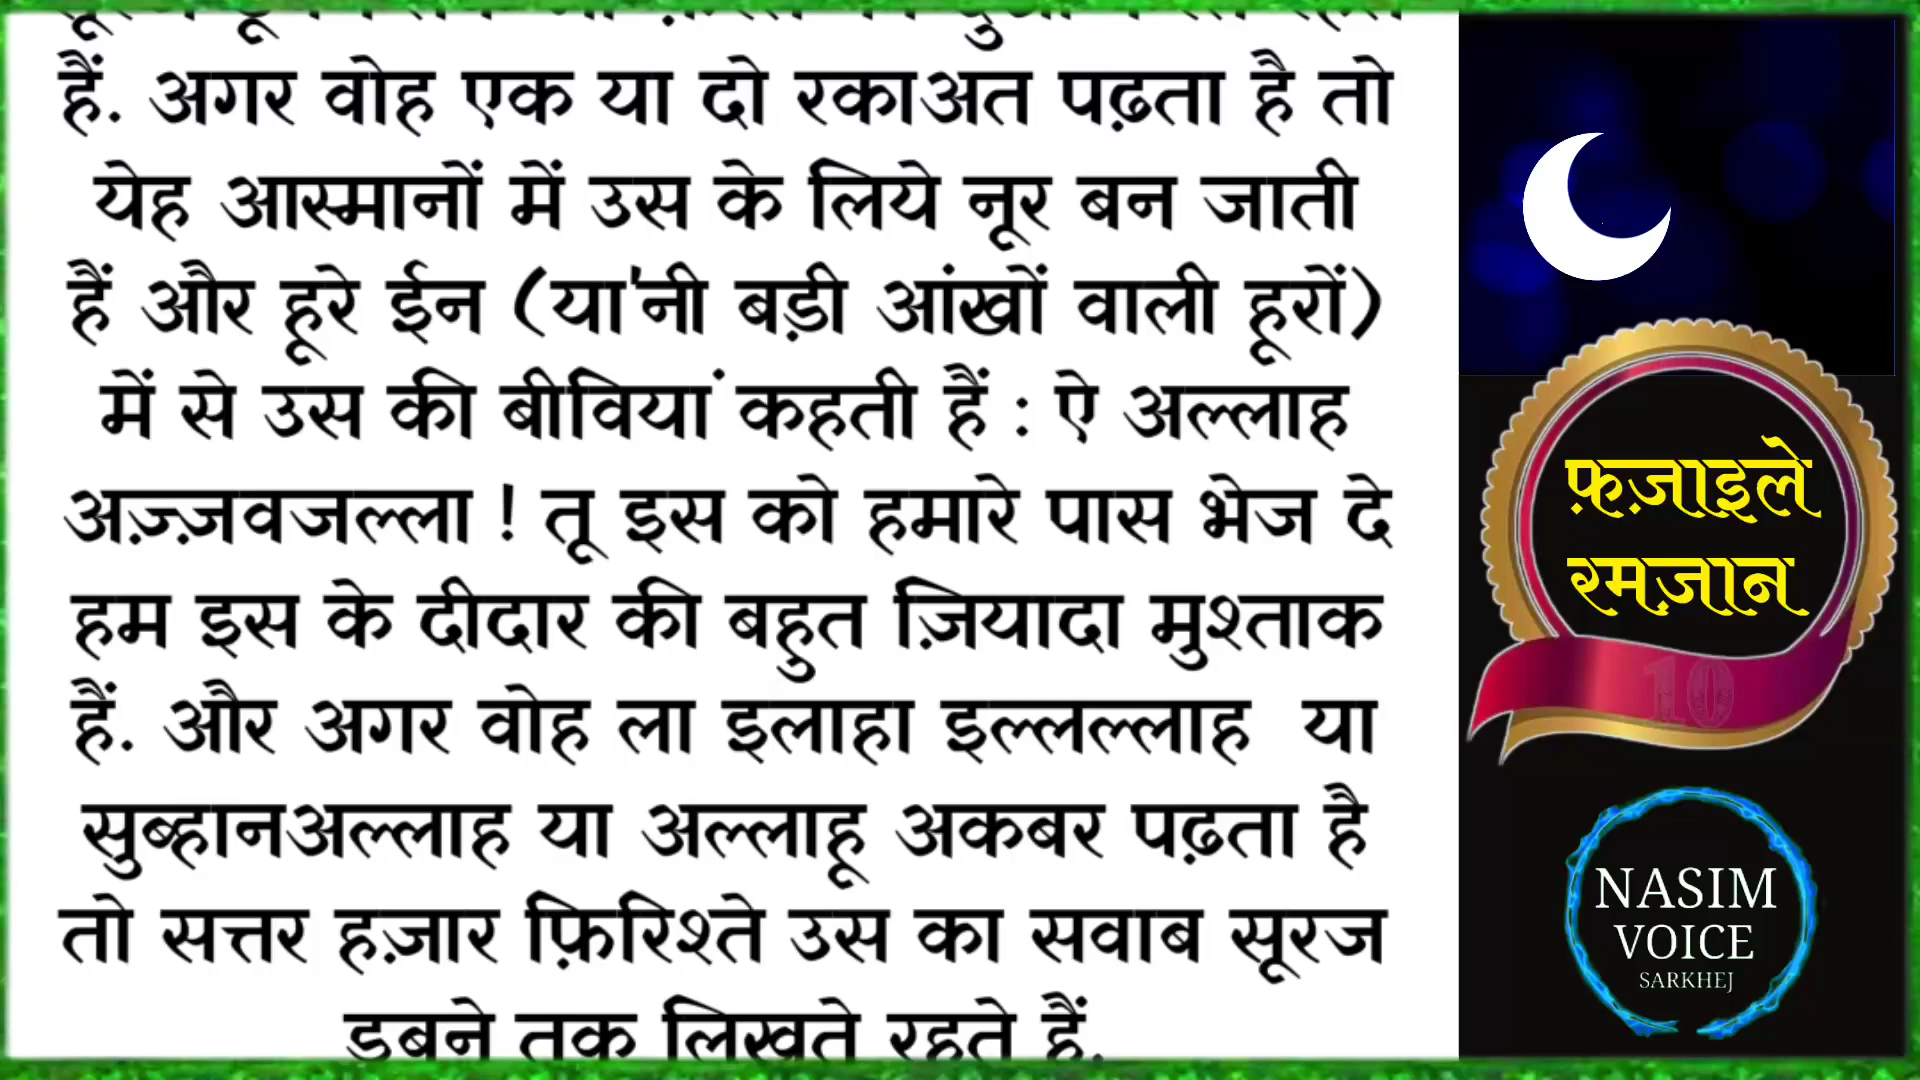 हैं. अगर वोह एक या दो रकाअत पढ़ता है तो
येह आस्मानों में उस के लिये नूर बन जाती
हैं और हूरे ईन (या'नी बड़ी आंखों वाली हूरों)
में से उस की बीवियां कहती हैं : ऐ अल्लाह
अज़्ज़वजल्ला ! तू इस को हमारे पास भेज दे
हम इस के दीदार की बहुत ज़ियादा मुश्ताक
हैं. और अगर वोह ला इलाहा इल्लल्लाह या
सुब्हानअल्लाह या अल्लाहू अकबर पढ़ता है
तो सत्तर हज़ार फ़िरिश्ते उस का सवाब सूरज
डूबने तक लिखते रहते हैं.
फ़ज़ाइले
रमज़ान
10
NASIM
VOICE
SARKHEJ